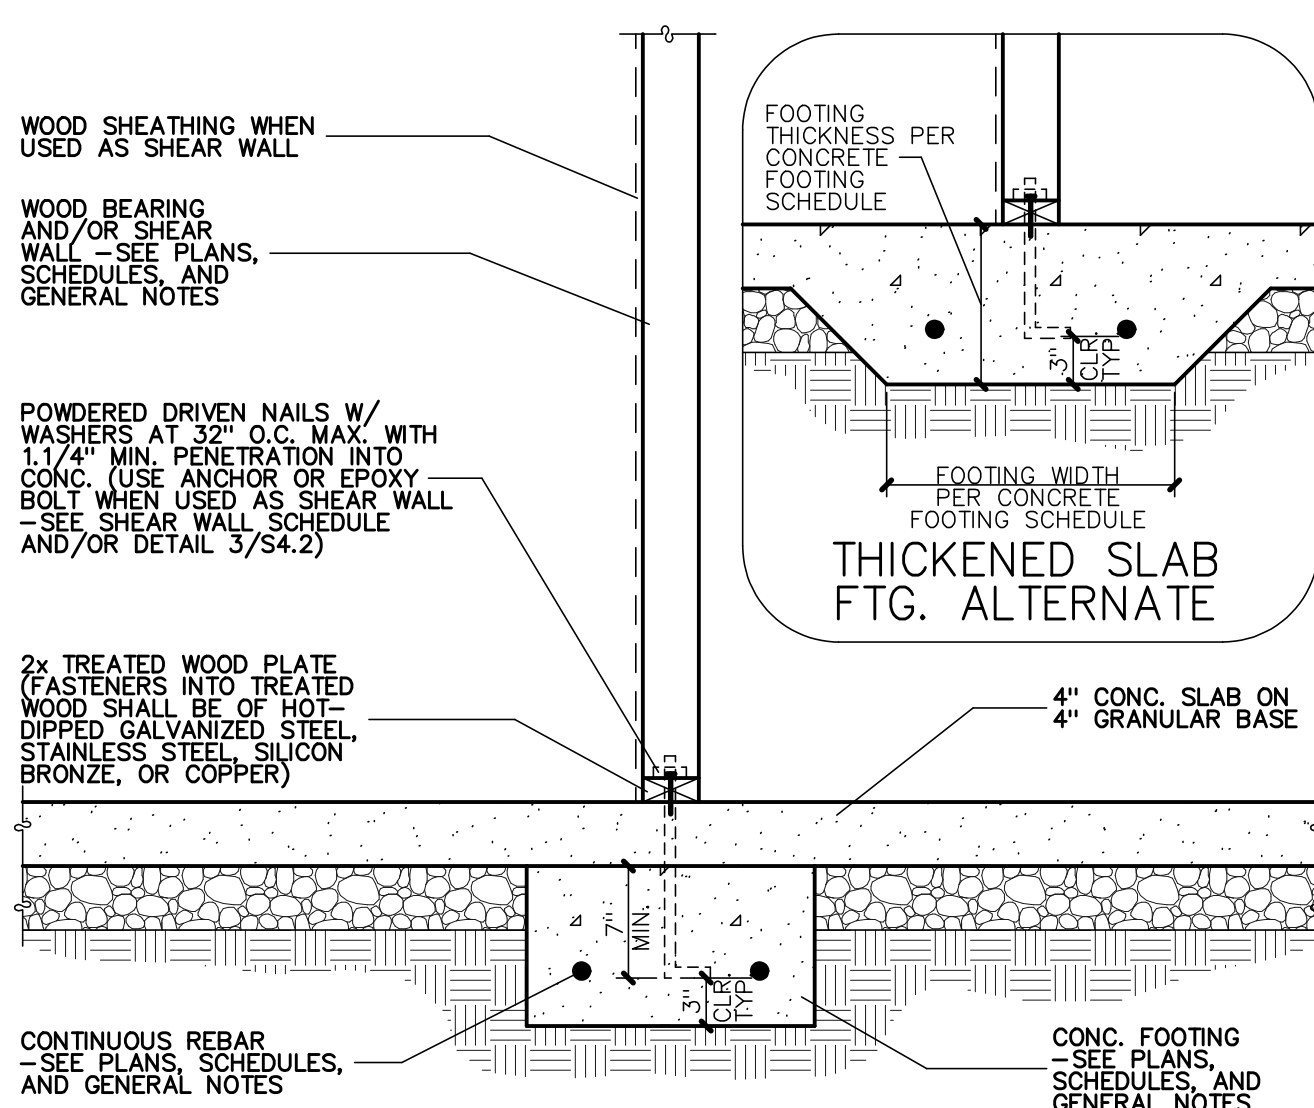 WOOD SHEATHING WHEN
USED AS SHEAR WALL
WOOD BEARING
AND/OR SHEAR
WALL –SEE PLANS,
SCHEDULES, AND
GENERAL NOTES
POWDERED DRIVEN NAILS W/
WASHERS AT 32" O.C. MAX. WITH
1.1/4" MIN. PENETRATION INTO
CONC. (USE ANCHOR OR EPOXY
BOLT WHEN USED AS SHEAR WALL
–SEE SHEAR WALL SCHEDULE
AND/OR DETAIL 3/S4.2)
2x TREATED WOOD PLATE
(FASTENERS INTO TREATED
WOOD SHALL BE OF HOT–
DIPPED GALVANIZED STEEL,
STAINLESS STEEL, SILICON
BRONZE, OR COPPER)
FOOTING
THICKNESS PER
CONCRETE
FOOTING
SCHEDULE
3"
CLR.
TYP
FOOTING WIDTH
PER CONCRETE
FOOTING SCHEDULE
THICKENED SLAB
FTG. ALTERNATE
4" CONC. SLAB ON
4" GRANULAR BASE
7"
MIN.
3"
CLR.
TYP
CONTINUOUS REBAR
–SEE PLANS, SCHEDULES,
AND GENERAL NOTES
CONC. FOOTING
–SEE PLANS,
SCHEDULES, AND
GENERAL NOTES